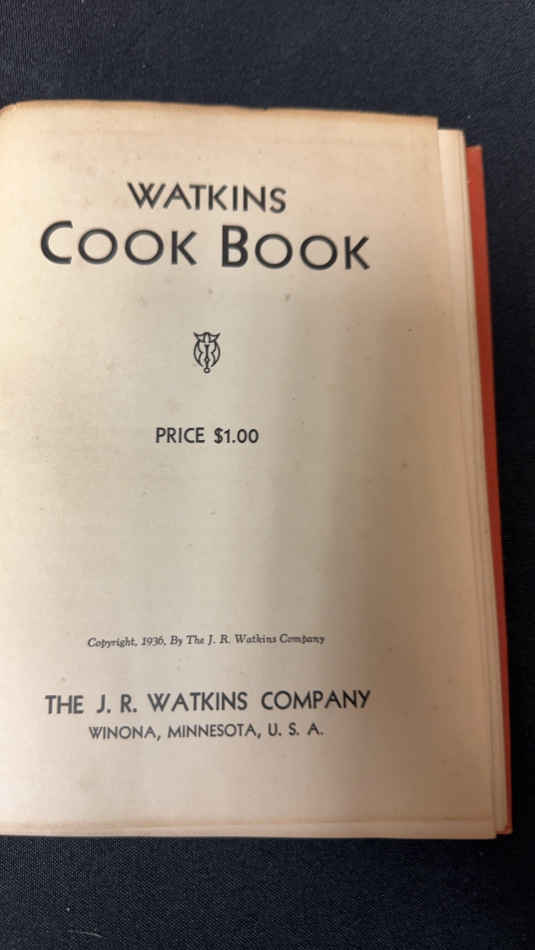 WATKINS
COOK BOOK
PRICE $1.00
Copyright, 1936, By The J. R. Watkins Company
THE J. R. WATKINS COMPANY
WINONA, MINNESOTA, U. S. A.